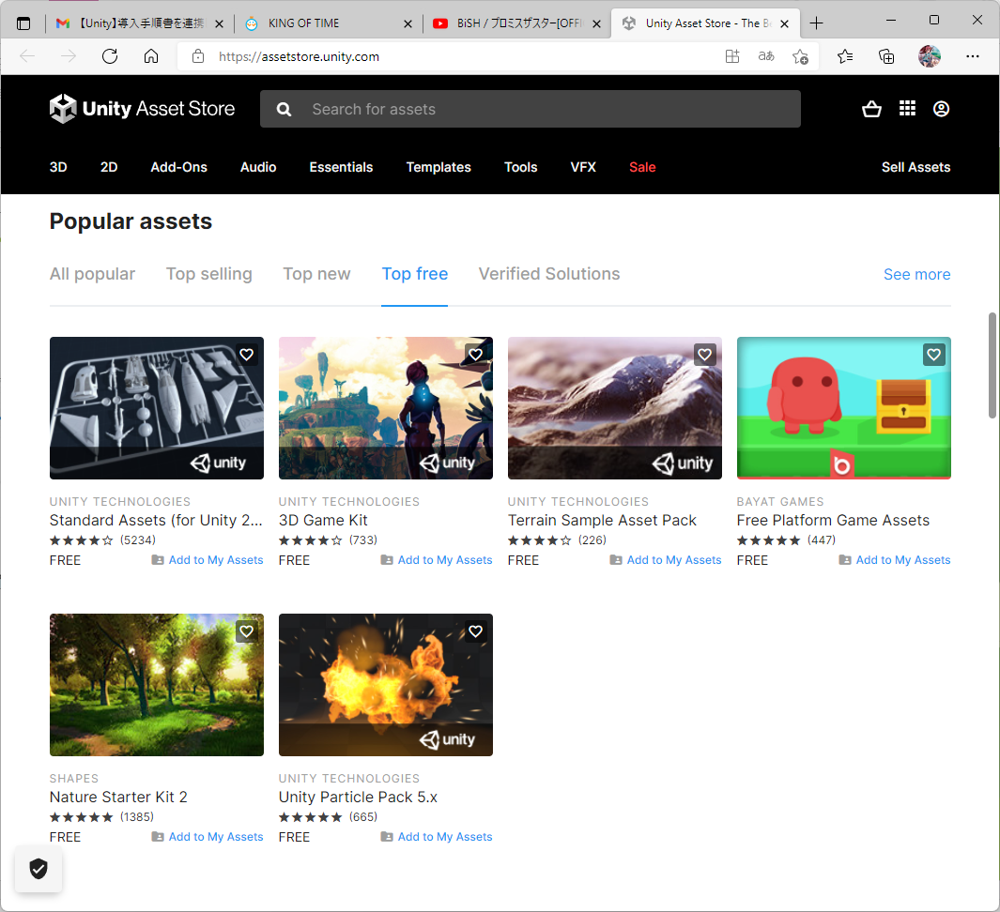 【Unity】導入手順書を連携
KING OF TIME
BiSH / プロミスザスター[OFFI
Unity Asset Store - The Be
https://assetstore.unity.com
aあ
Unity Asset Store
Search for assets
3D
2D
Add-Ons
Audio
Essentials
Templates
Tools
VFX
Sale
Sell Assets
Popular assets
All popular
Top selling
Top new
Top free
Verified Solutions
See more
unity
unity
unity
b
UNITY TECHNOLOGIES
Standard Assets (for Unity 2...
(5234)
FREE
Add to My Assets
UNITY TECHNOLOGIES
3D Game Kit
(733)
FREE
Add to My Assets
UNITY TECHNOLOGIES
Terrain Sample Asset Pack
(226)
FREE
Add to My Assets
BAYAT GAMES
Free Platform Game Assets
(447)
FREE
Add to My Assets
unity
SHAPES
Nature Starter Kit 2
(1385)
FREE
Add to My Assets
UNITY TECHNOLOGIES
Unity Particle Pack 5.x
(665)
FREE
Add to My Assets